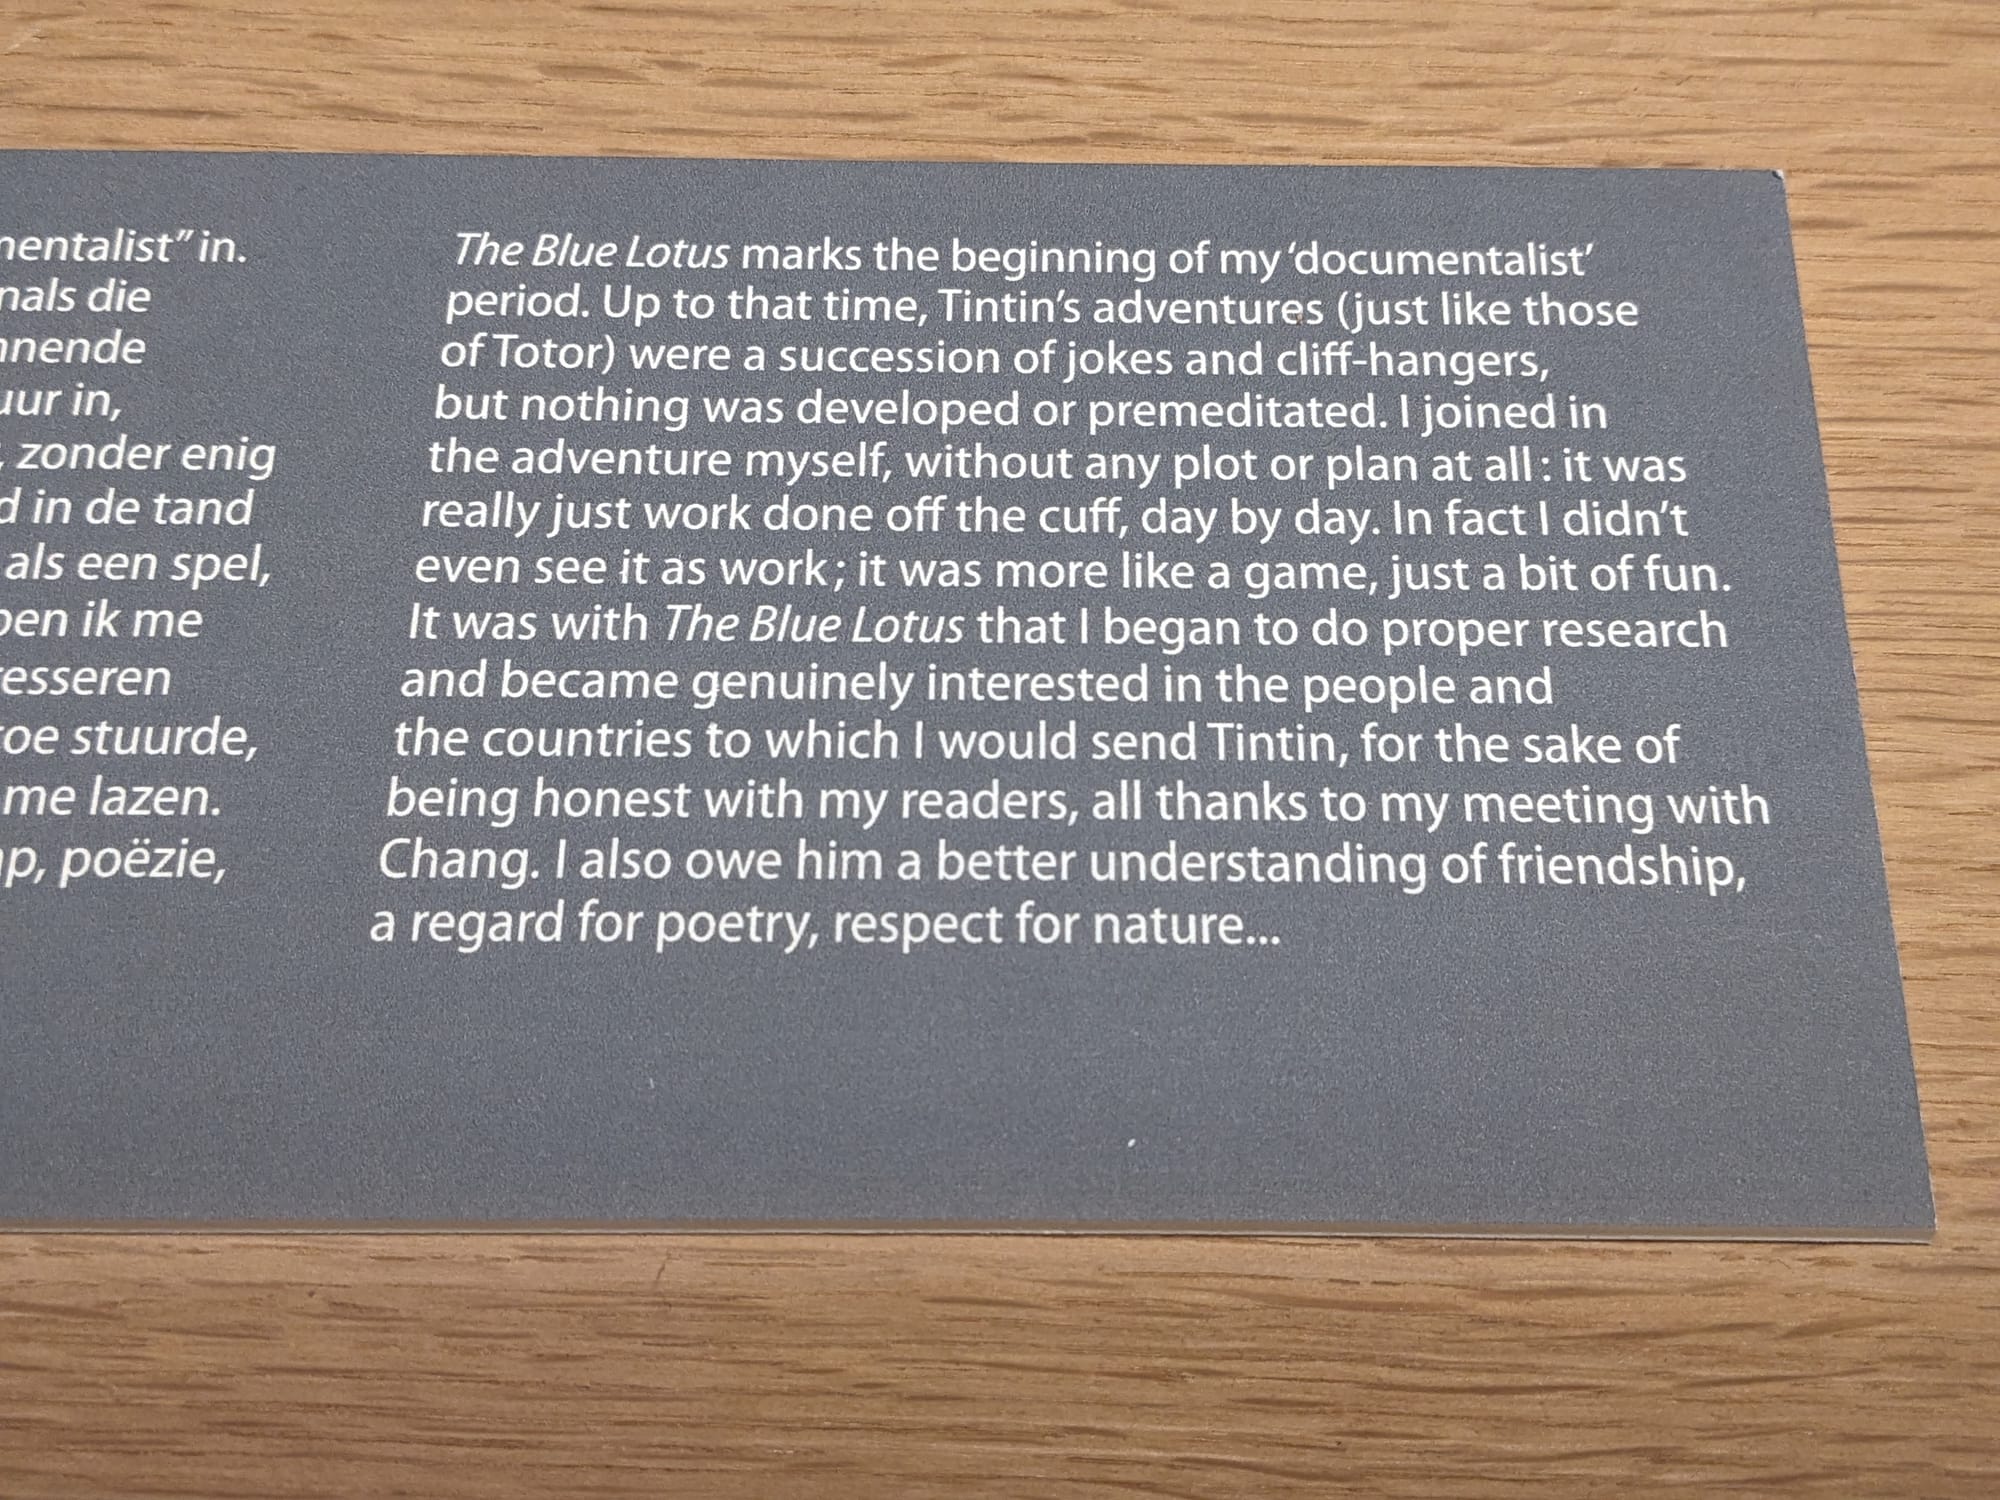 in.
die
in,
, zonder enig
in de tand
als een spel,
ik me
stuurde,
me lazen.
, poëzie,
The Blue Lotus marks the beginning of my ‘documentalist’
period. Up to that time, Tintin’s adventures (just like those
of Totor) were a succession of jokes and cliff-hangers,
but nothing was developed or premeditated. I joined in
the adventure myself, without any plot or plan at all : it was
really just work done off the cuff, day by day. In fact I didn’t
even see it as work ; it was more like a game, just a bit of fun.
It was with The Blue Lotus that I began to do proper research
and became genuinely interested in the people and
the countries to which I would send Tintin, for the sake of
being honest with my readers, all thanks to my meeting with
Chang. I also owe him a better understanding of friendship,
a regard for poetry, respect for nature...